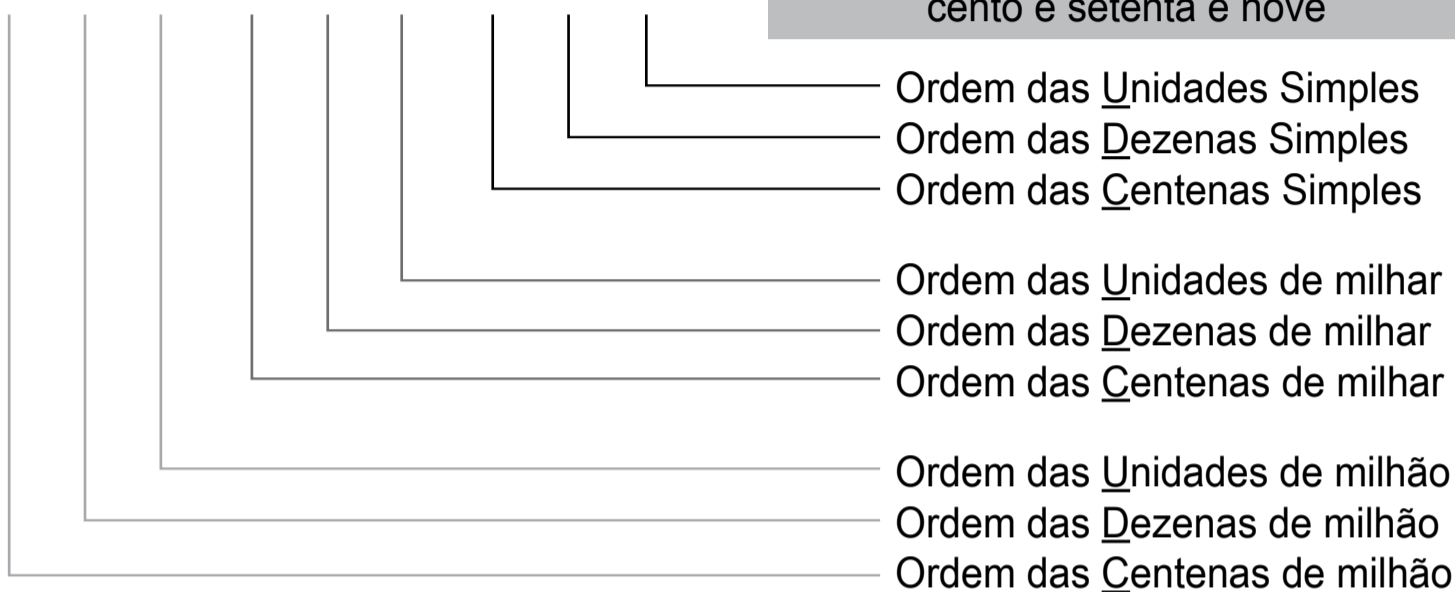 cento e setenta e nove
Ordem das Unidades Simples
Ordem das Dezenas Simples
Ordem das Centenas Simples
Ordem das Unidades de milhar
Ordem das Dezenas de milhar
Ordem das Centenas de milhar
Ordem das Unidades de milhão
Ordem das Dezenas de milhão
Ordem das Centenas de milhão